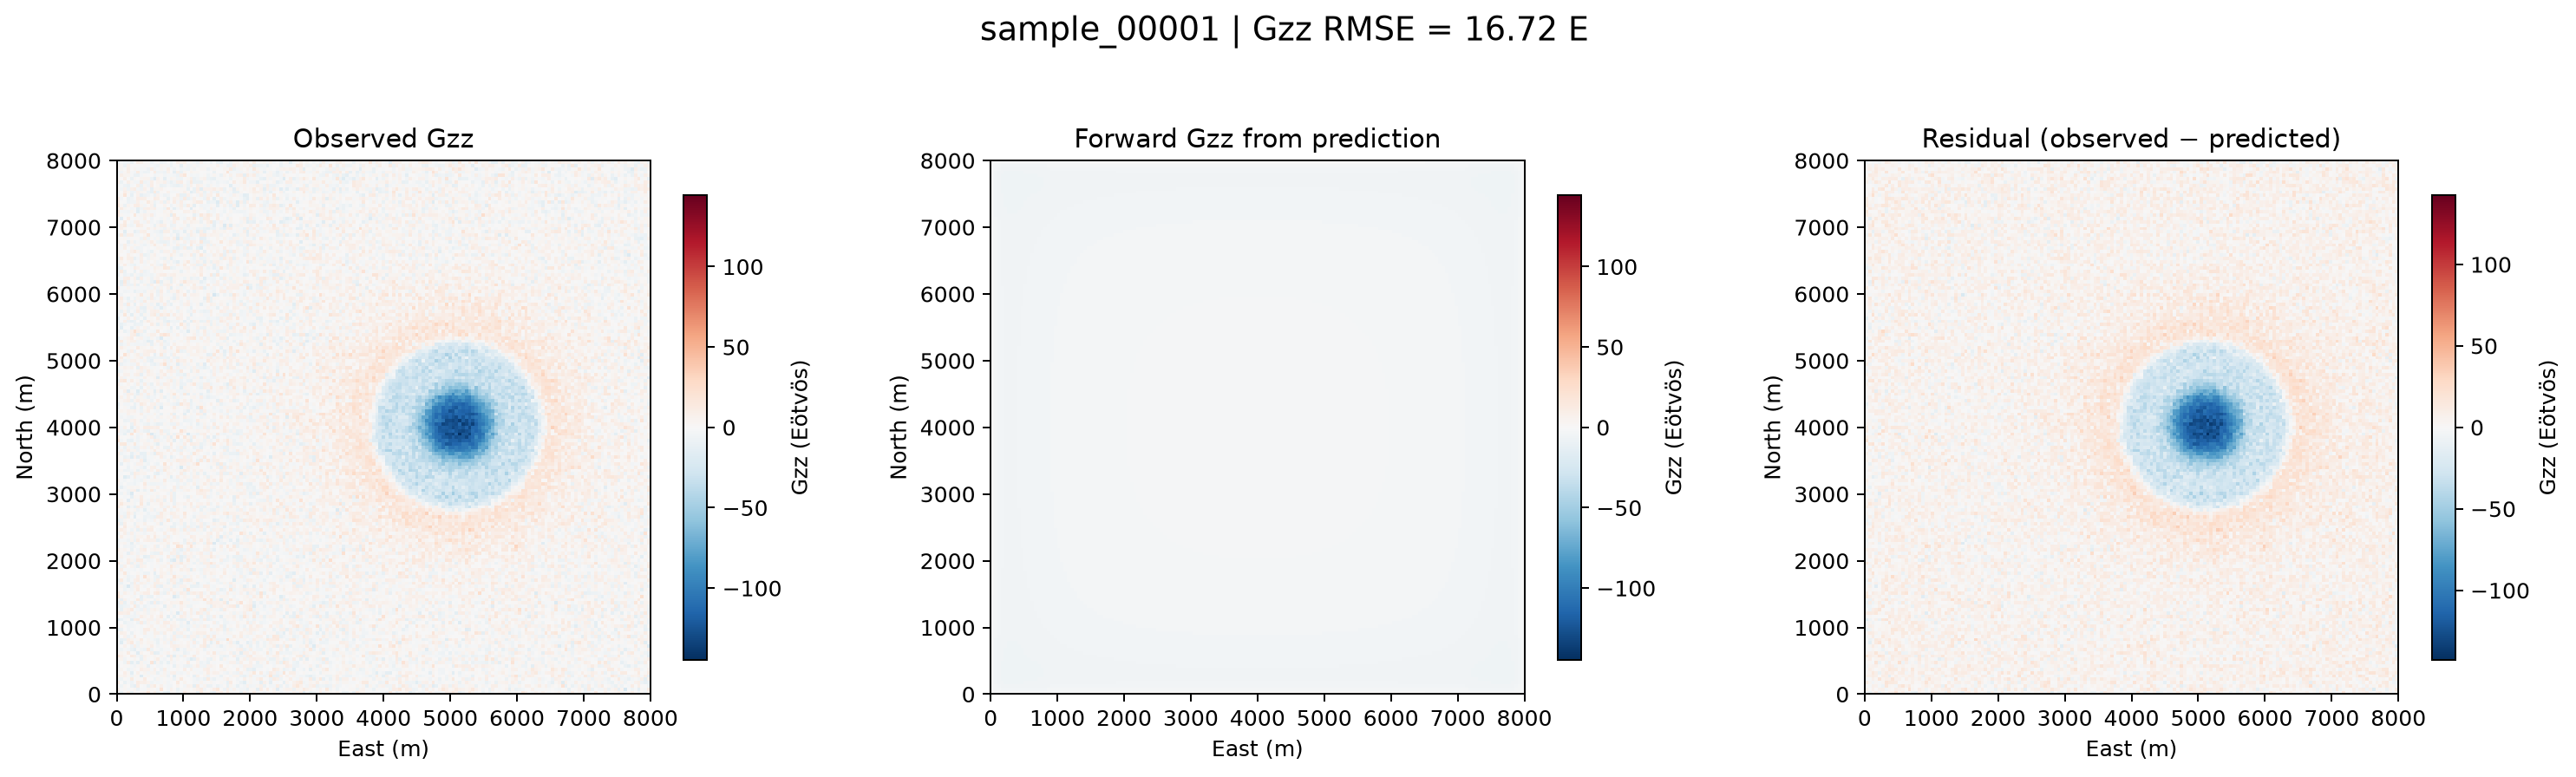 sample_00001 | Gzz RMSE = 16.72 E
Observed Gzz
8000
7000
6000
5000
4000
3000
2000
1000
0
North (m)
0 1000 2000 3000 4000 5000 6000 7000 8000
East (m)
100
50
0
−50
−100
Gzz (Eötvös)
Forward Gzz from prediction
8000
7000
6000
5000
4000
3000
2000
1000
0
North (m)
0 1000 2000 3000 4000 5000 6000 7000 8000
East (m)
100
50
0
−50
−100
Gzz (Eötvös)
Residual (observed − predicted)
8000
7000
6000
5000
4000
3000
2000
1000
0
North (m)
0 1000 2000 3000 4000 5000 6000 7000 8000
East (m)
100
50
0
−50
−100
Gzz (Eötvös)